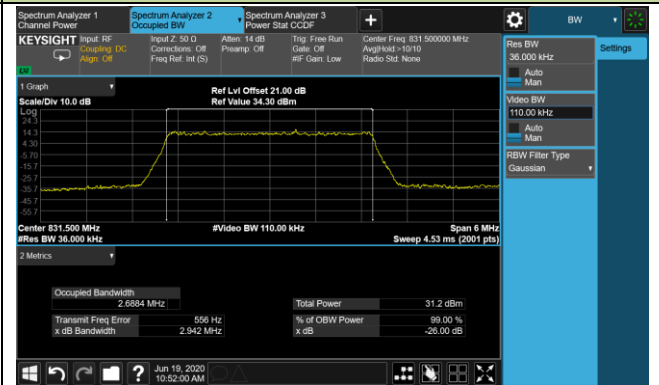 Spectrum Analyzer 1
Channel Power
Spectrum Analyzer 2
Occupied BW
Spectrum Analyzer 3
Power Stat CCDF
BW
KEYSIGHT
Input: RF
Coupling: DC
Align: Off
Input Z: 50 Ω
Corrections: Off
Freq Ref: Int (S)
Atten: 14 dB
Preamp: Off
Trig: Free Run
Gate: Off
#IF Gain: Low
Center Freq: 831.500000 MHz
Avg|Hold:>10/10
Radio Std: None
Res BW
36.000 kHz
Auto
Man
Settings
Video BW
110.00 kHz
Auto
Man
RBW Filter Type
Gaussian
1 Graph
Scale/Div 10.0 dB
Ref Lvl Offset 21.00 dB
Ref Value 34.30 dBm
Log
24.3
14.3
4.30
-5.70
-15.7
-25.7
-35.7
-45.7
-55.7
Center 831.500 MHz
#Res BW 36.000 kHz
#Video BW 110.00 kHz
Span 6 MHz
Sweep 4.53 ms (2001 pts)
2 Metrics
Occupied Bandwidth
2.6884 MHz
Total Power 31.2 dBm
Transmit Freq Error 556 Hz
% of OBW Power 99.00 %
x dB Bandwidth 2.942 MHz
x dB -26.00 dB
?
Jun 19, 2020
10:52:00 AM